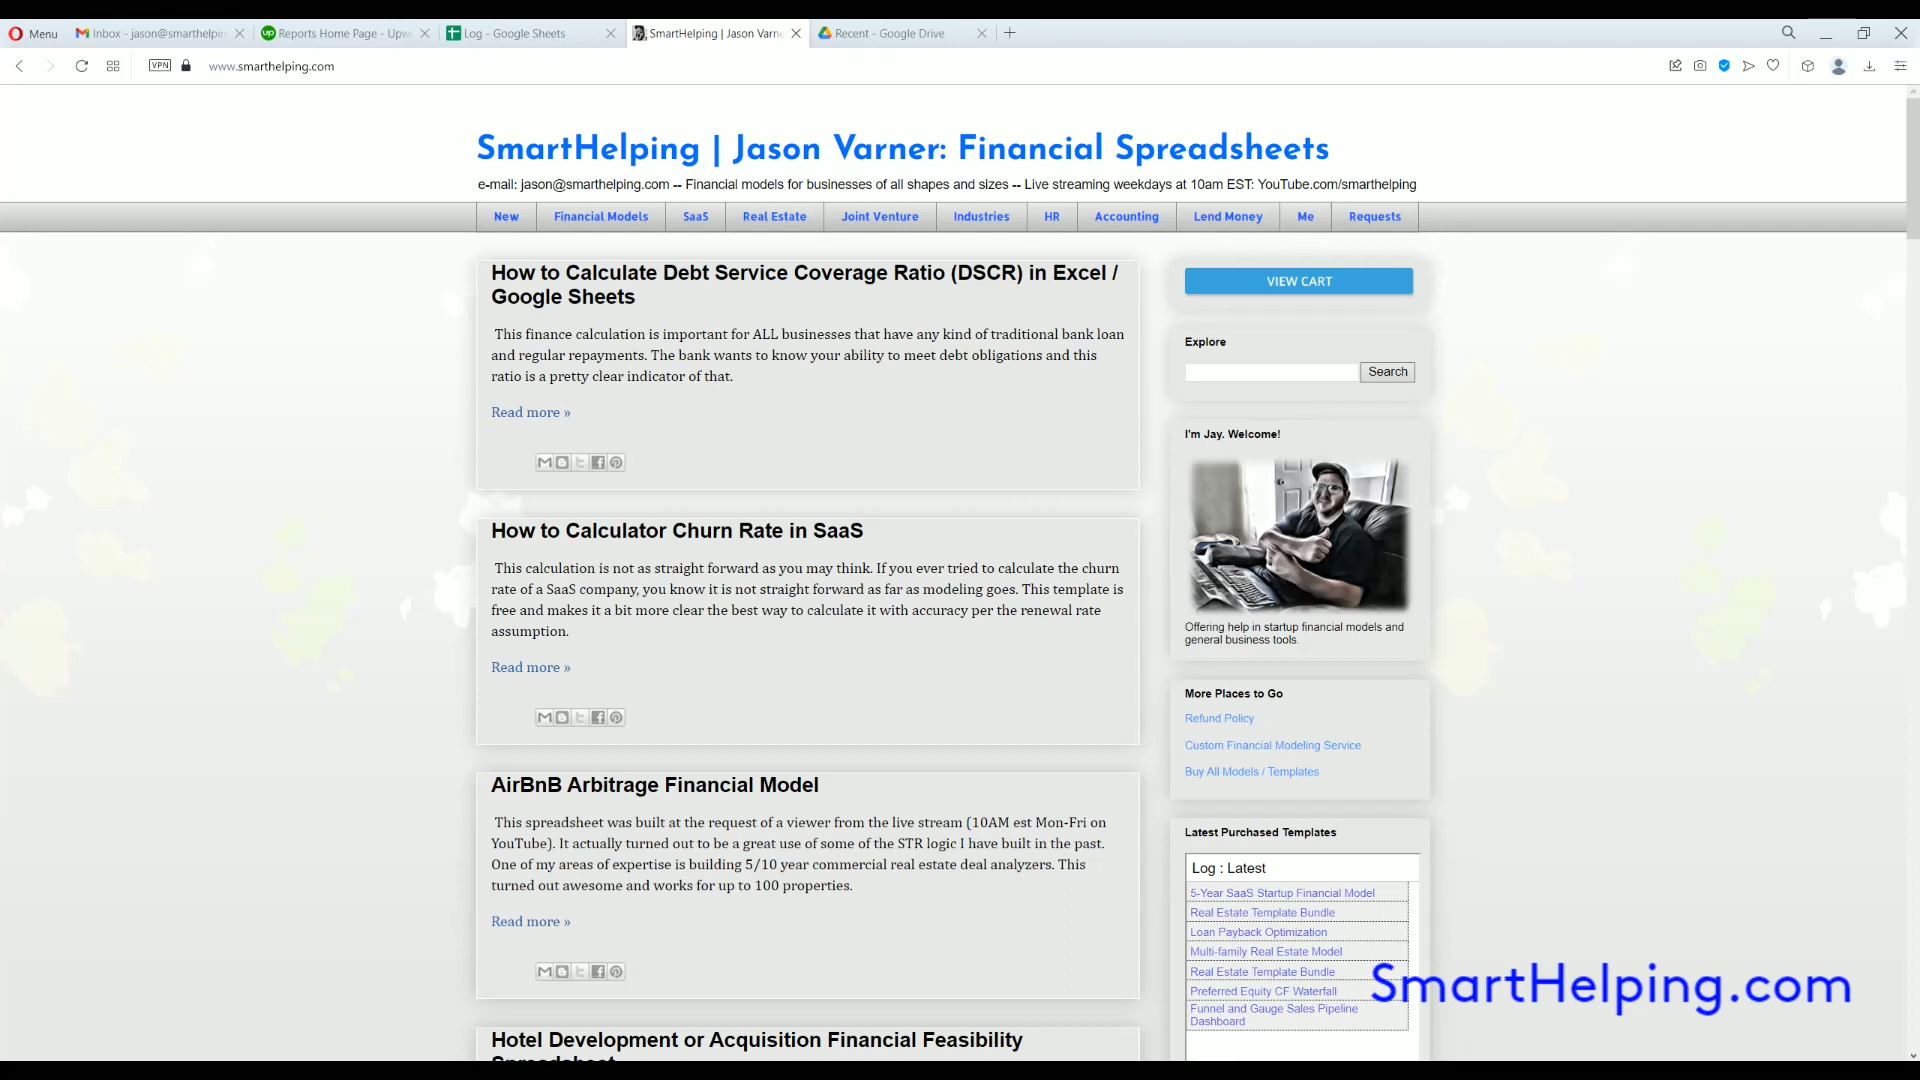 Menu
Inbox - jason@smarthelpin
Reports Home Page - Upw
Log - Google Sheets
SmartHelping | Jason Varne
Recent - Google Drive
VPN
www.smarthelping.com
SmartHelping | Jason Varner: Financial Spreadsheets
e-mail: jason@smarthelping.com -- Financial models for businesses of all shapes and sizes -- Live streaming weekdays at 10am EST: YouTube.com/smarthelping
New
Financial Models
SaaS
Real Estate
Joint Venture
Industries
HR
Accounting
Lend Money
Me
Requests
How to Calculate Debt Service Coverage Ratio (DSCR) in Excel /
Google Sheets
This finance calculation is important for ALL businesses that have any kind of traditional bank loan
and regular repayments. The bank wants to know your ability to meet debt obligations and this
ratio is a pretty clear indicator of that.
Read more »
How to Calculator Churn Rate in SaaS
This calculation is not as straight forward as you may think. If you ever tried to calculate the churn
rate of a SaaS company, you know it is not straight forward as far as modeling goes. This template is
free and makes it a bit more clear the best way to calculate it with accuracy per the renewal rate
assumption.
Read more »
AirBnB Arbitrage Financial Model
This spreadsheet was built at the request of a viewer from the live stream (10AM est Mon-Fri on
YouTube). It actually turned out to be a great use of some of the STR logic I have built in the past.
One of my areas of expertise is building 5/10 year commercial real estate deal analyzers. This
turned out awesome and works for up to 100 properties.
Read more »
Hotel Development or Acquisition Financial Feasibility
Spreadsheet
VIEW CART
Explore
Search
I'm Jay. Welcome!
Offering help in startup financial models and
general business tools.
More Places to Go
Refund Policy
Custom Financial Modeling Service
Buy All Models / Templates
Latest Purchased Templates
Log : Latest
5-Year SaaS Startup Financial Model
Real Estate Template Bundle
Loan Payback Optimization
Multi-family Real Estate Model
Real Estate Template Bundle
Preferred Equity CF Waterfall
Funnel and Gauge Sales Pipeline
Dashboard
SmartHelping.com